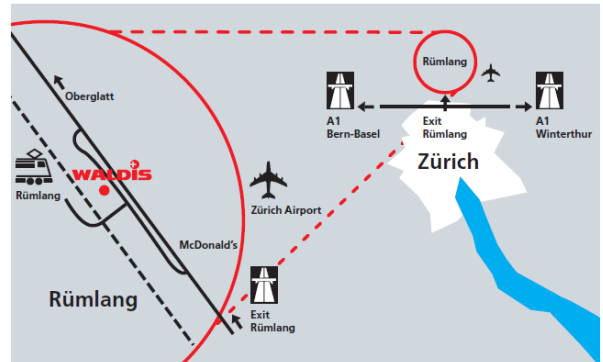 Oberglatt
WALDIS
Rümlang
McDonald's
Zürich Airport
Rümlang
Exit
Rümlang
Rümlang
A1
Bern-Basel
Exit
Rümlang
A1
Winterthur
Zürich